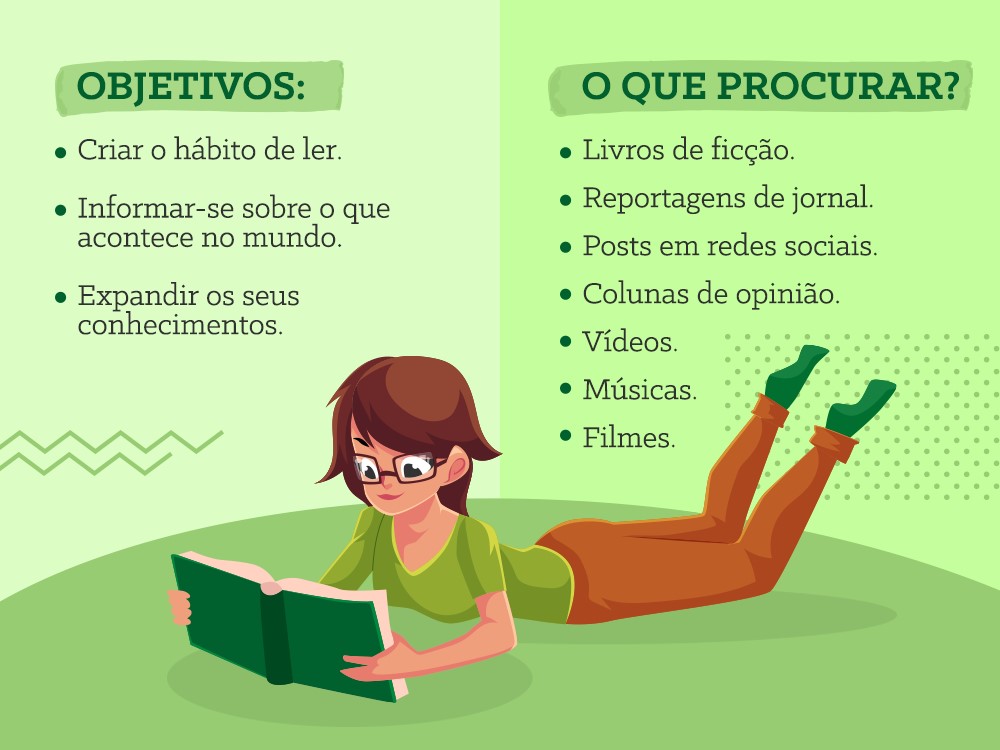 OBJETIVOS:
• Criar o hábito de ler.
• Informar-se sobre o que
acontece no mundo.
• Expandir os seus
conhecimentos.
O QUE PROCURAR?
• Livros de ficção.
• Reportagens de jornal.
• Posts em redes sociais.
• Colunas de opinião.
• Vídeos.
• Músicas.
• Filmes.